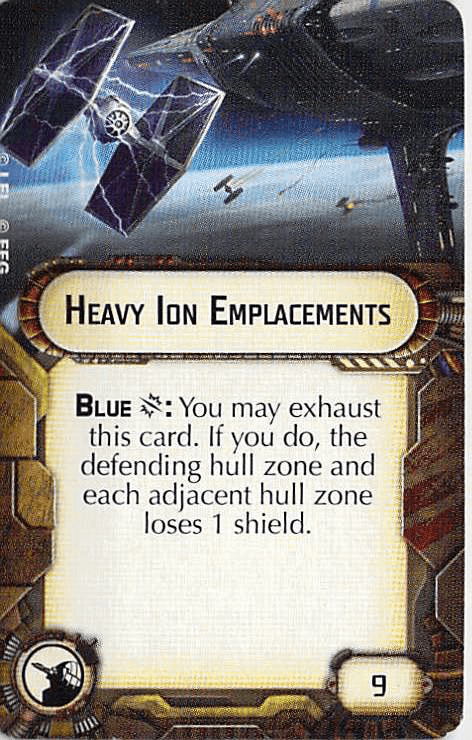 © LFL © FFG
HEAVY ION EMPLACEMENTS
BLUE : You may exhaust
this card. If you do, the
defending hull zone and
each adjacent hull zone
loses 1 shield.
9